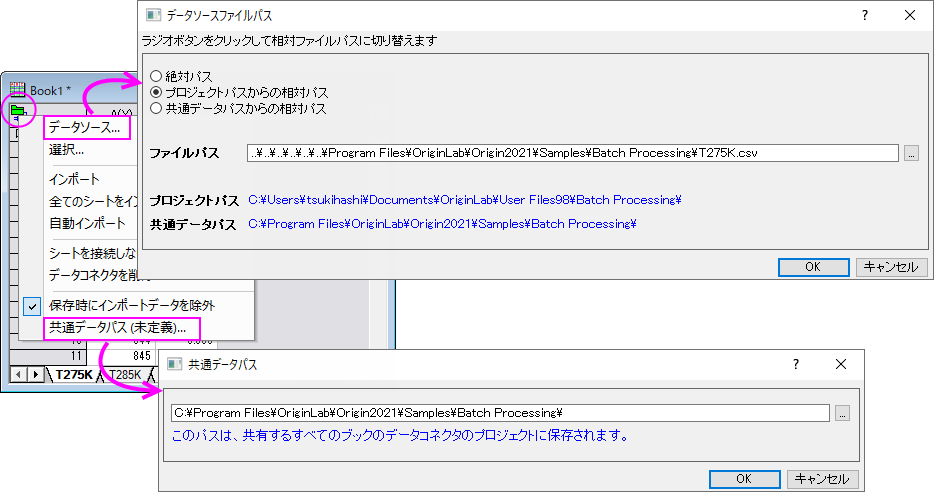 データソースファイルパス
ラジオボタンをクリックして相対ファイルパスに切り替えます
絶対パス
プロジェクトパスからの相対パス
共通データパスからの相対パス
ファイルパス ..¥..¥..¥..¥..¥..¥Program Files¥OriginLab¥Origin2021¥Samples¥Batch Processing¥T275K.csv ...
プロジェクトパス C:¥Users¥tsukihashi¥Documents¥OriginLab¥User Files98¥Batch Processing¥
共通データパス C:¥Program Files¥OriginLab¥Origin2021¥Samples¥Batch Processing¥
OK キャンセル
Book1 *
データソース...
選択...
インポート
全てのシートをイン
自動インポート
シートを接続しな
データコネクタを削
保存時にインポートデータを除外
共通データパス (未定義)...
11 845
T275K T285K
共通データパス
C:¥Program Files¥OriginLab¥Origin2021¥Samples¥Batch Processing¥ ...
このパスは、共有するすべてのブックのデータコネクタのプロジェクトに保存されます。
OK キャンセル